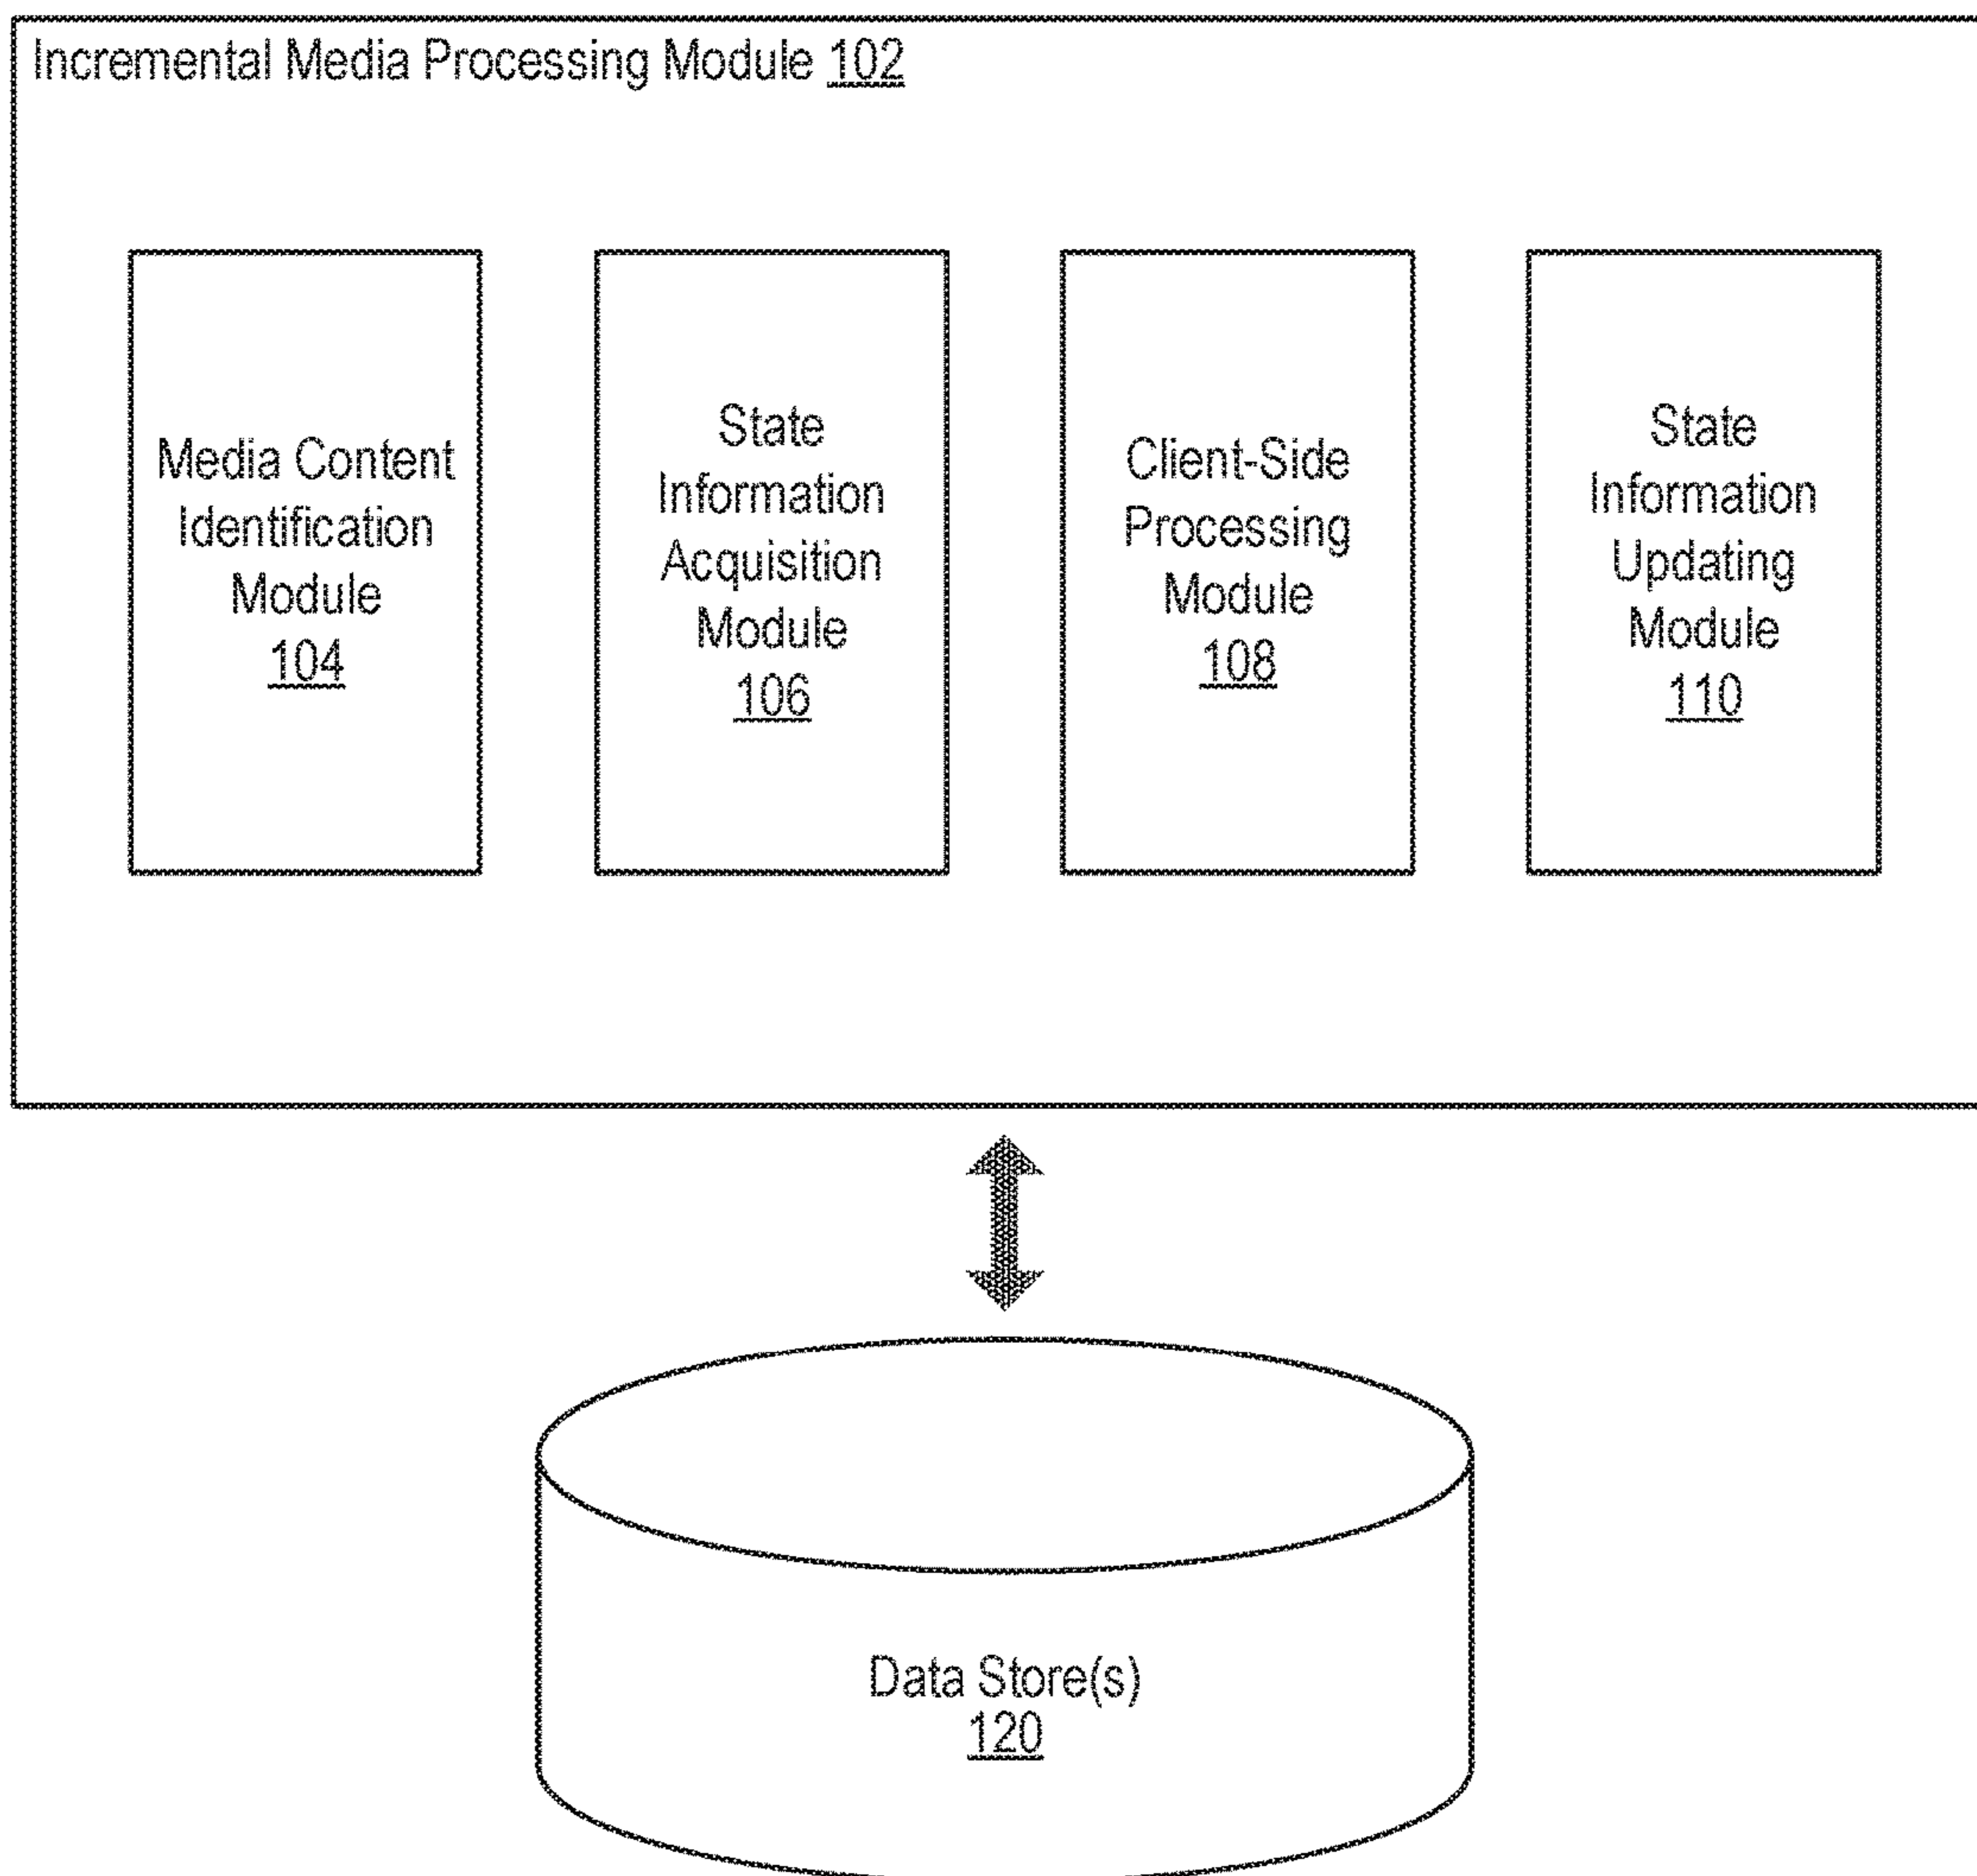 Incremental Media Processing Module 102
Media Content
Identification
Module
104
State
Information
Acquisition
Module
106
Client-Side
Processing
Module
108
State
Information
Updating
Module
110
Data Store(s)
120